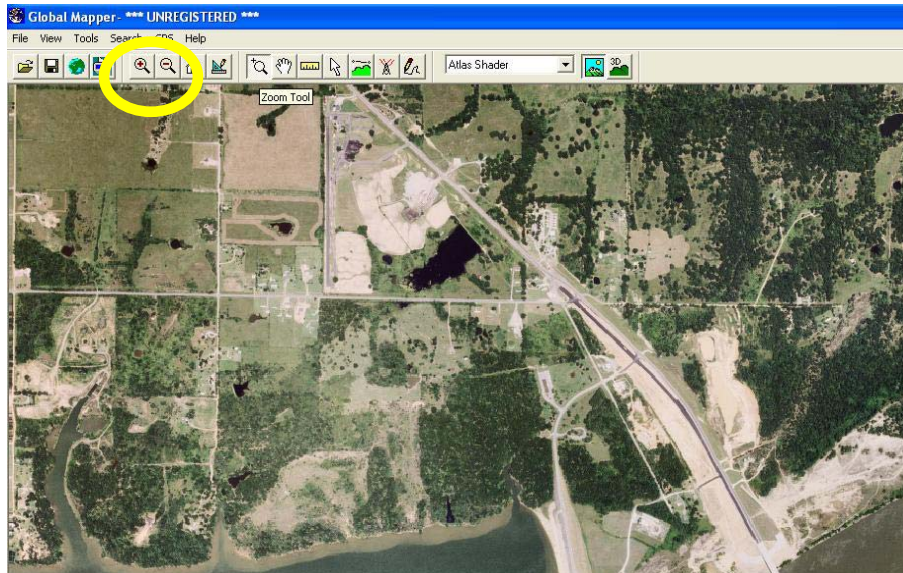 Global Mapper- *** UNREGISTERED ***
File View Tools Search GPS Help
Atlas Shader 3D
Zoom Tool